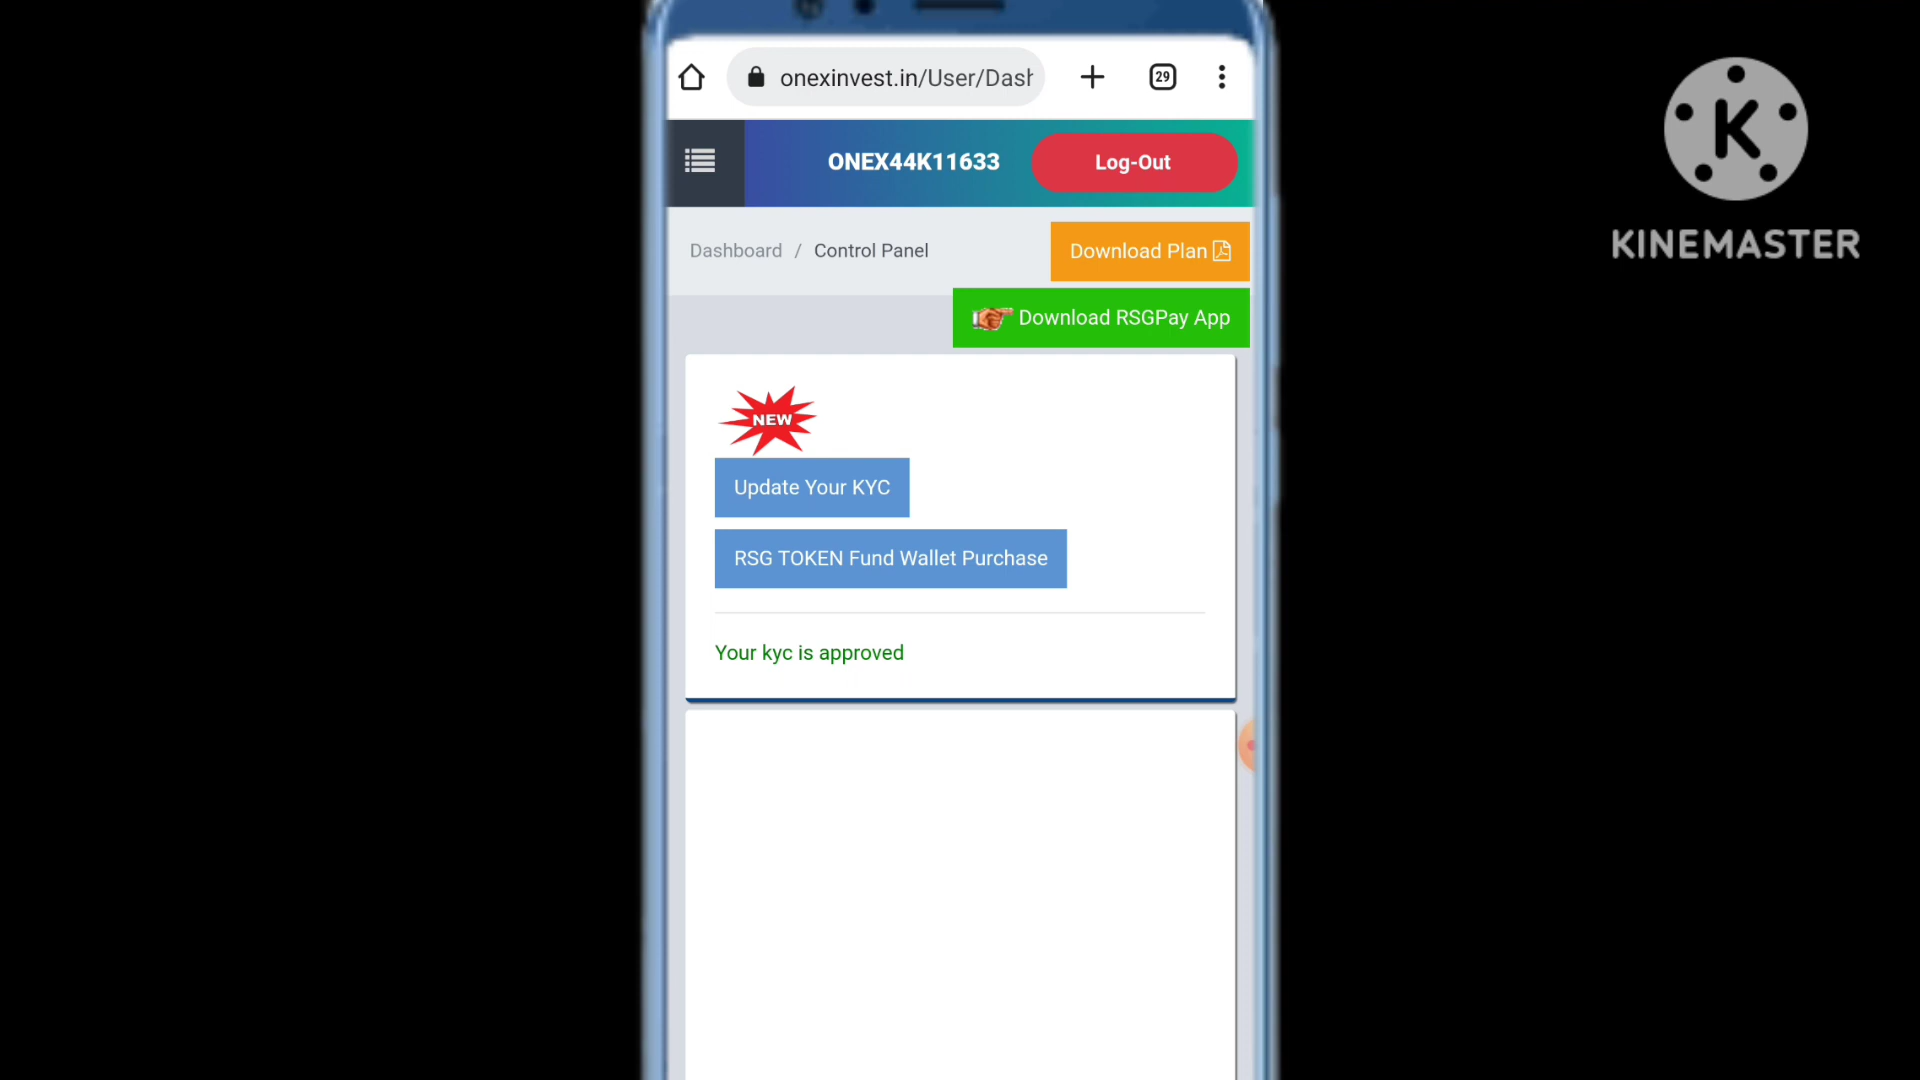 onexinvest.in/User/Dash
29
ONEX44K11633
Log-Out
Dashboard / Control Panel
Download Plan
Download RSGPay App
NEW
Update Your KYC
RSG TOKEN Fund Wallet Purchase
Your kyc is approved
K
KINEMASTER